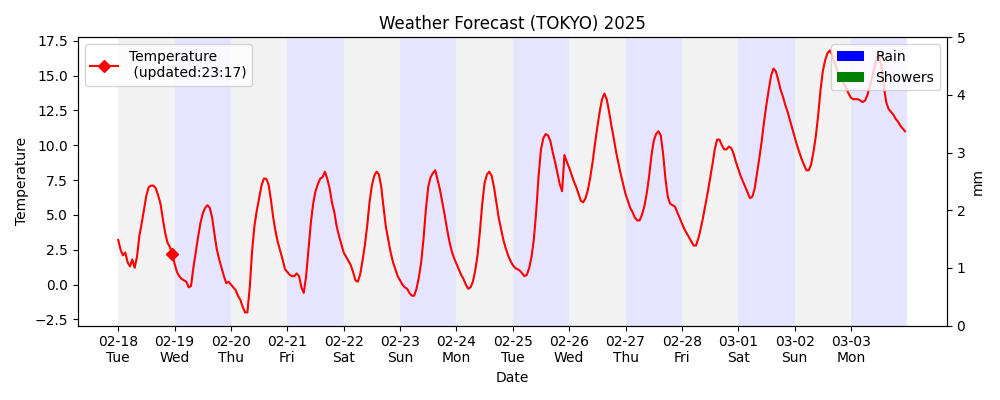 Weather Forecast (TOKYO) 2025
Temperature
(updated:23:17)
Rain
Showers
17.5
15.0
12.5
10.0
7.5
5.0
2.5
0.0
−2.5
Temperature
5
4
3
2
1
0
mm
02-18 02-19 02-20 02-21 02-22 02-23 02-24 02-25 02-26 02-27 02-28 03-01 03-02 03-03
Tue Wed Thu Fri Sat Sun Mon Tue Wed Thu Fri Sat Sun Mon
Date